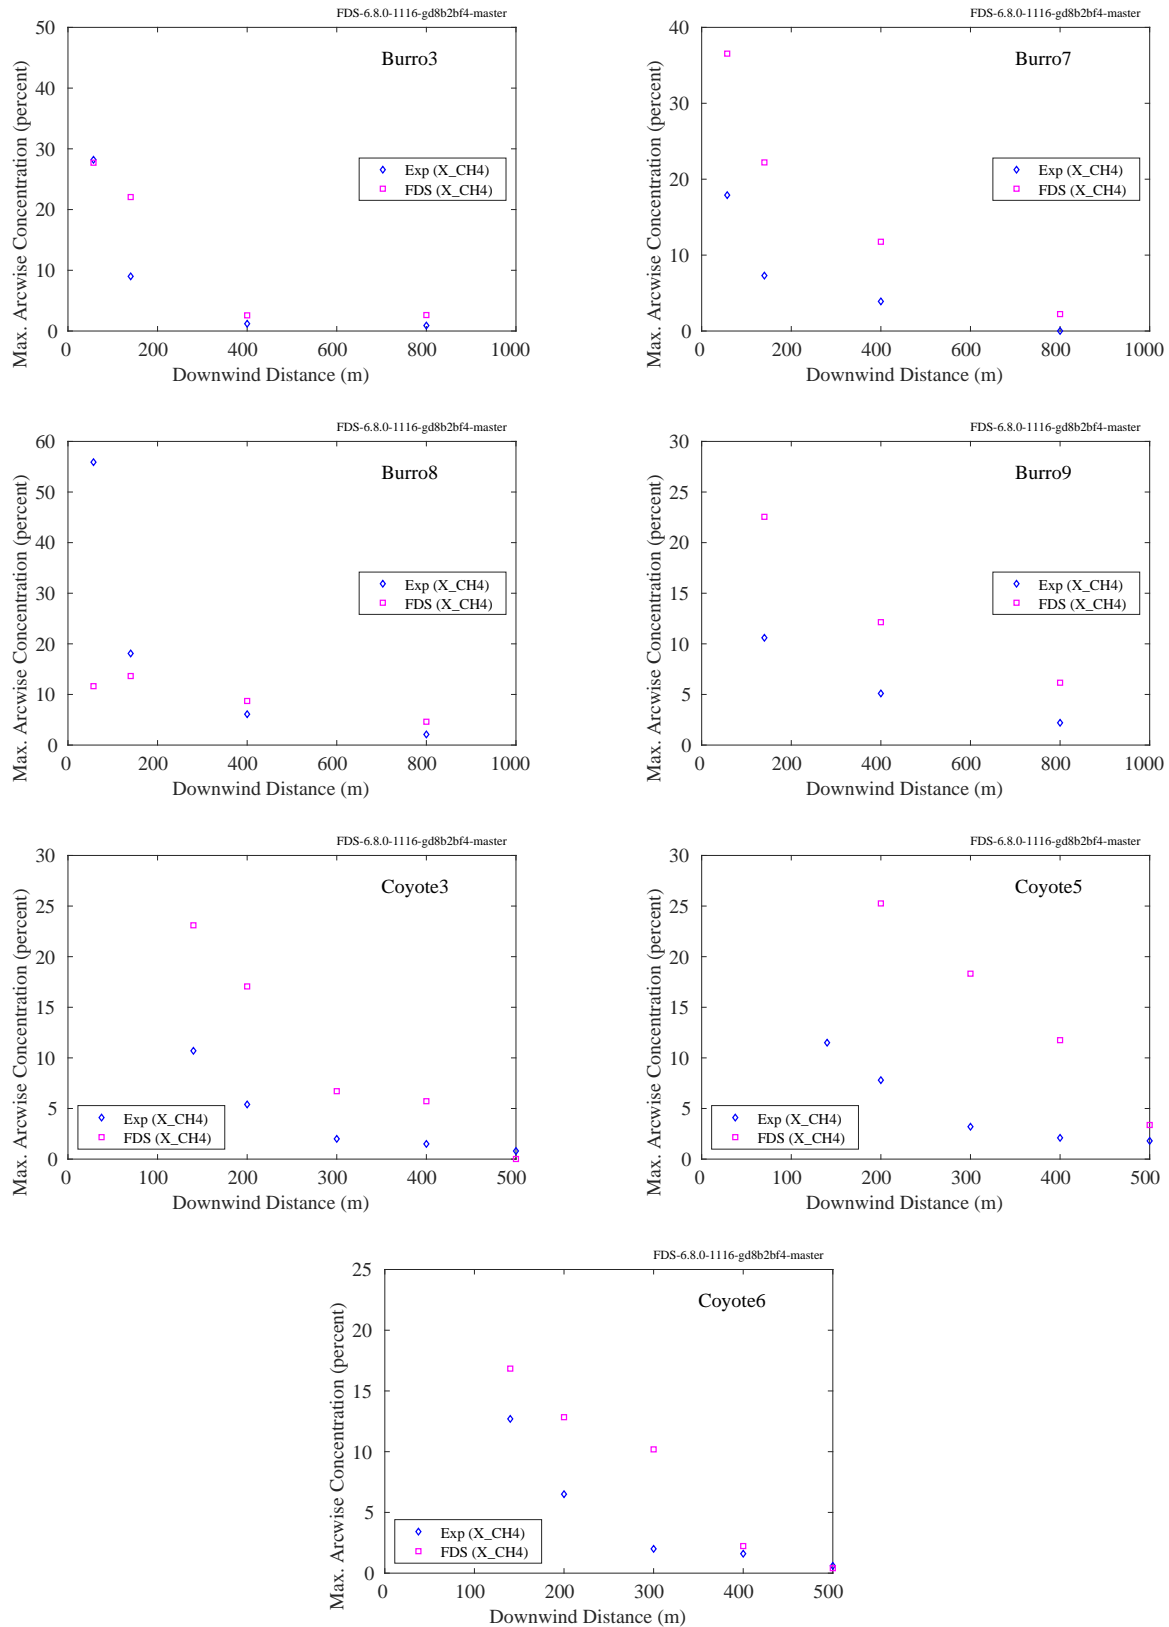 FDS-6.8.0-1116-gd8b2bf4-master
Burro3
Max. Arcwise Concentration (percent)
50
40
30
20
10
0
Exp (X_CH4)
FDS (X_CH4)
0 200 400 600 800 1000
Downwind Distance (m)
FDS-6.8.0-1116-gd8b2bf4-master
Burro7
Max. Arcwise Concentration (percent)
40
30
20
10
0
Exp (X_CH4)
FDS (X_CH4)
0 200 400 600 800 1000
Downwind Distance (m)
FDS-6.8.0-1116-gd8b2bf4-master
Burro8
Max. Arcwise Concentration (percent)
60
50
40
30
20
10
0
Exp (X_CH4)
FDS (X_CH4)
0 200 400 600 800 1000
Downwind Distance (m)
FDS-6.8.0-1116-gd8b2bf4-master
Burro9
Max. Arcwise Concentration (percent)
30
25
20
15
10
5
0
Exp (X_CH4)
FDS (X_CH4)
0 200 400 600 800 1000
Downwind Distance (m)
FDS-6.8.0-1116-gd8b2bf4-master
Coyote3
Max. Arcwise Concentration (percent)
30
25
20
15
10
5
0
Exp (X_CH4)
FDS (X_CH4)
0 100 200 300 400 500
Downwind Distance (m)
FDS-6.8.0-1116-gd8b2bf4-master
Coyote5
Max. Arcwise Concentration (percent)
30
25
20
15
10
5
0
Exp (X_CH4)
FDS (X_CH4)
0 100 200 300 400 500
Downwind Distance (m)
FDS-6.8.0-1116-gd8b2bf4-master
Coyote6
Max. Arcwise Concentration (percent)
25
20
15
10
5
0
Exp (X_CH4)
FDS (X_CH4)
0 100 200 300 400 500
Downwind Distance (m)